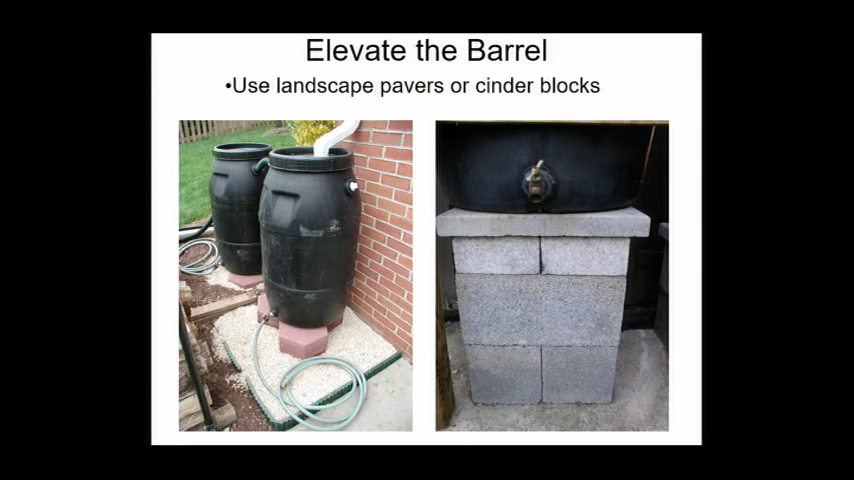 Elevate the Barrel
•Use landscape pavers or cinder blocks